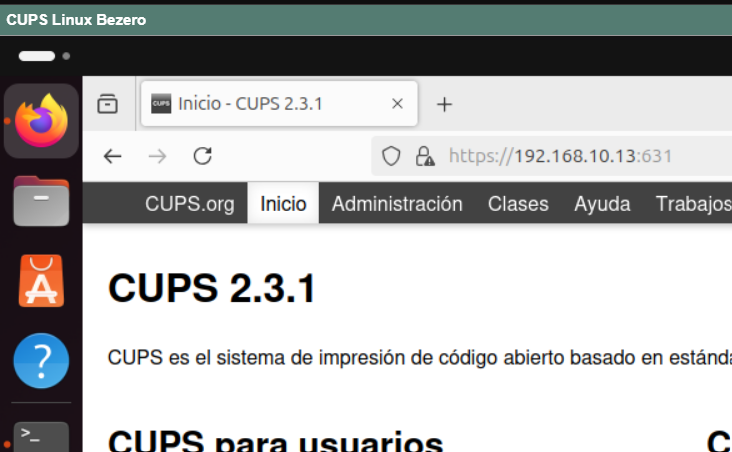 CUPS Linux Bezero
CUPS Inicio - CUPS 2.3.1
https://192.168.10.13:631
CUPS.org Inicio Administración Clases Ayuda Trabajos
CUPS 2.3.1
CUPS es el sistema de impresión de código abierto basado en estánda
CUPS para usuarios C
>_